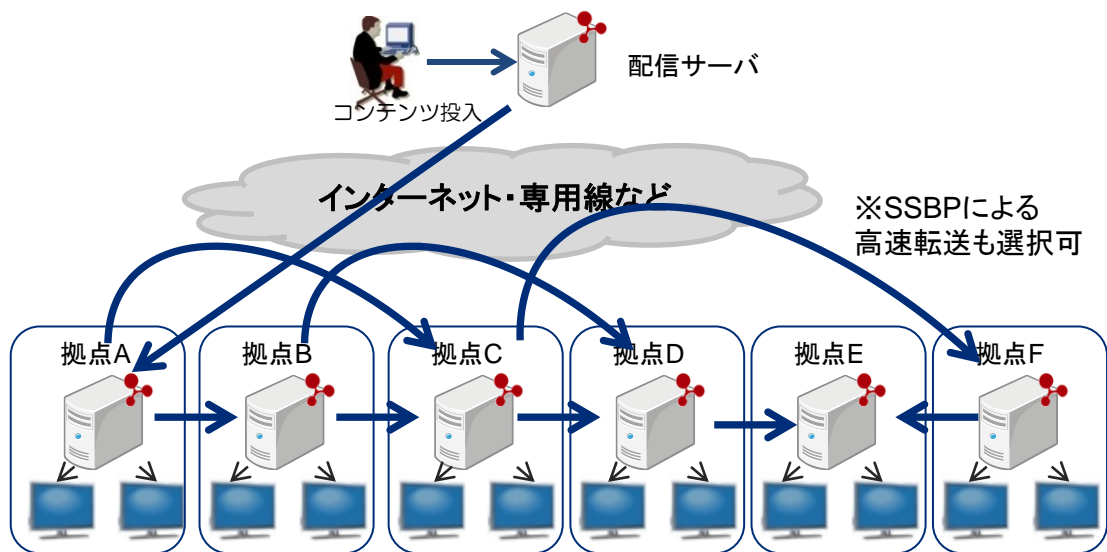 配信サーバ
コンテンツ投入
インターネット・専用線など
※SSBPによる
高速転送も選択可
拠点A
拠点B
拠点C
拠点D
拠点E
拠点F